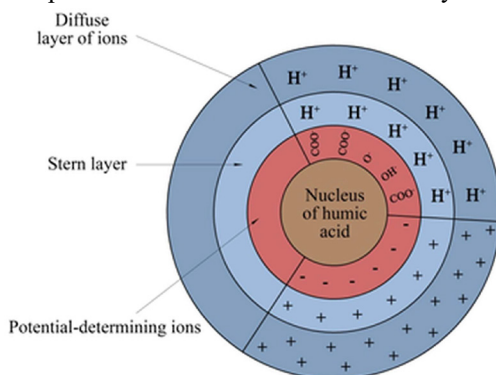 Diffuse
layer of ions
Stern layer
Potential-determining ions
H⁺ H⁺ H⁺ H⁺ H⁺ H⁺
H⁺ H⁺ H⁺ H⁺ H⁺
COO⁻ COO⁻ O⁻ OH⁻ COO⁻
Nucleus
of humic
acid
- - - - - - -
+ + + + + + +
+ + + + + + + + + + + + + +